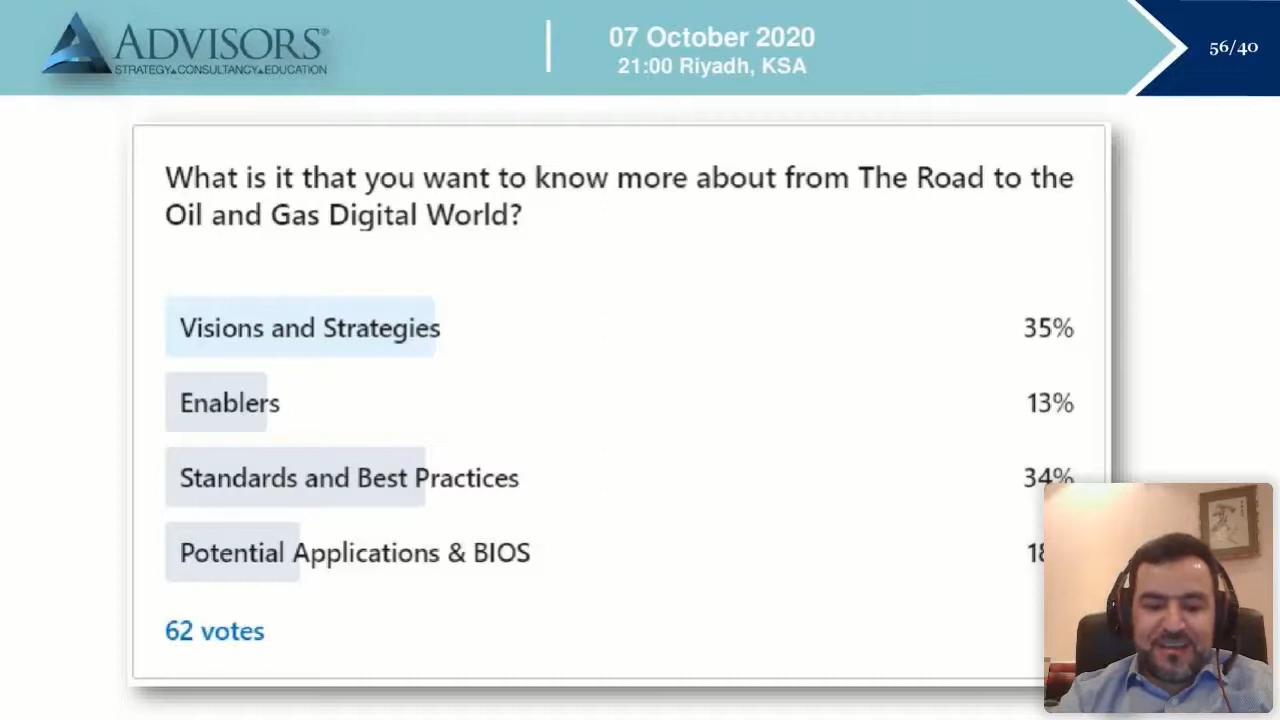 ADVISORS®
STRATEGY▲CONSULTANCY▲EDUCATION
07 October 2020
21:00 Riyadh, KSA
56/40
What is it that you want to know more about from The Road to the
Oil and Gas Digital World?
Visions and Strategies 35%
Enablers 13%
Standards and Best Practices 34%
Potential Applications & BIOS
62 votes